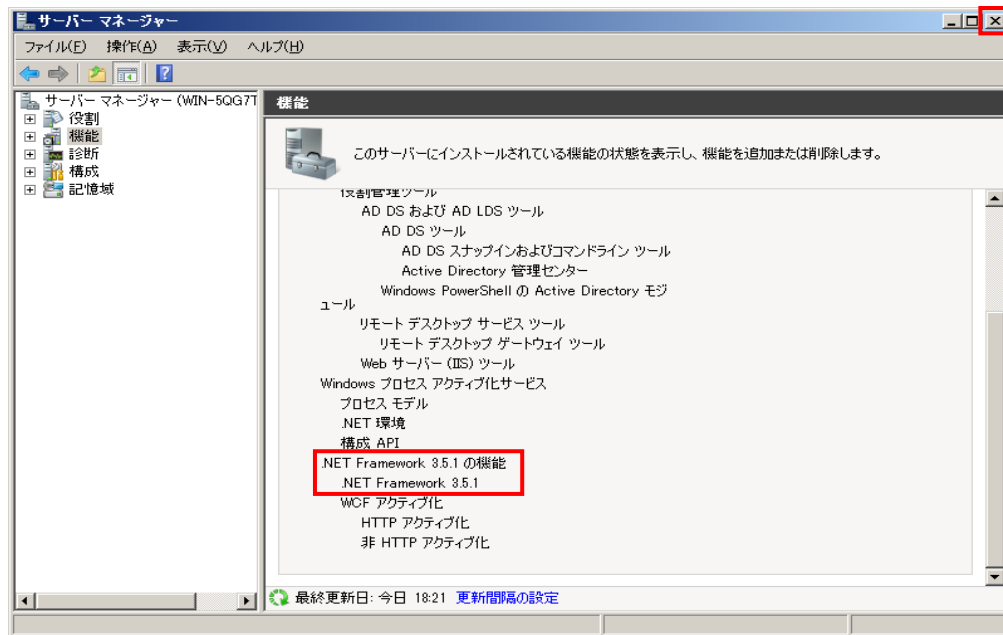 サーバー マネージャー
ファイル(F) 操作(A) 表示(V) ヘルプ(H)
サーバー マネージャー (WIN-5QG7T
役割
機能
診断
構成
記憶域
機能
このサーバーにインストールされている機能の状態を表示し、機能を追加または削除します。
役割管理ツール
AD DS および AD LDS ツール
AD DS ツール
AD DS スナップインおよびコマンドライン ツール
Active Directory 管理センター
Windows PowerShell の Active Directory モジ
ュール
リモート デスクトップ サービス ツール
リモート デスクトップ ゲートウェイ ツール
Web サーバー (IIS) ツール
Windows プロセス アクティブ化サービス
プロセス モデル
.NET 環境
構成 API
.NET Framework 3.5.1 の機能
.NET Framework 3.5.1
WCF アクティブ化
HTTP アクティブ化
非 HTTP アクティブ化
最終更新日: 今日 18:21 更新間隔の設定